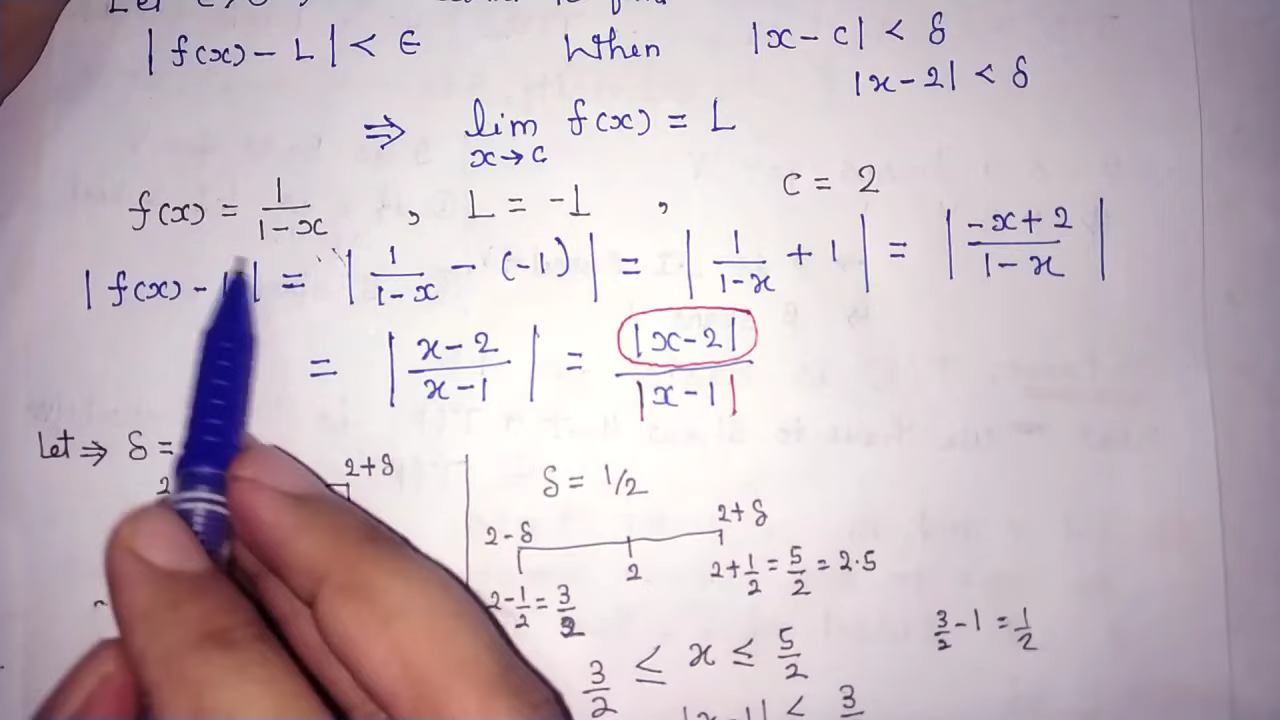 | f(x) - L | < ϵ When |x - c| < δ
|x - 2| < δ
⇒ lim f(x) = L
x→c
f(x) = 1/(1-x) , L = -1 , c = 2
| f(x) - | = | 1/(1-x) - (-1) | = | 1/(1-x) + 1 | = | (-x+2)/(1-x) |
= | (x-2)/(x-1) | = |x-2|/|x-1|
Let ⇒ δ =
2
2+δ
δ = 1/2
2-δ 2+δ
2
2-1/2 = 3/2
2+1/2 = 5/2 = 2.5
3/2 - 1 = 1/2
3/2 ≤ x ≤ 5/2